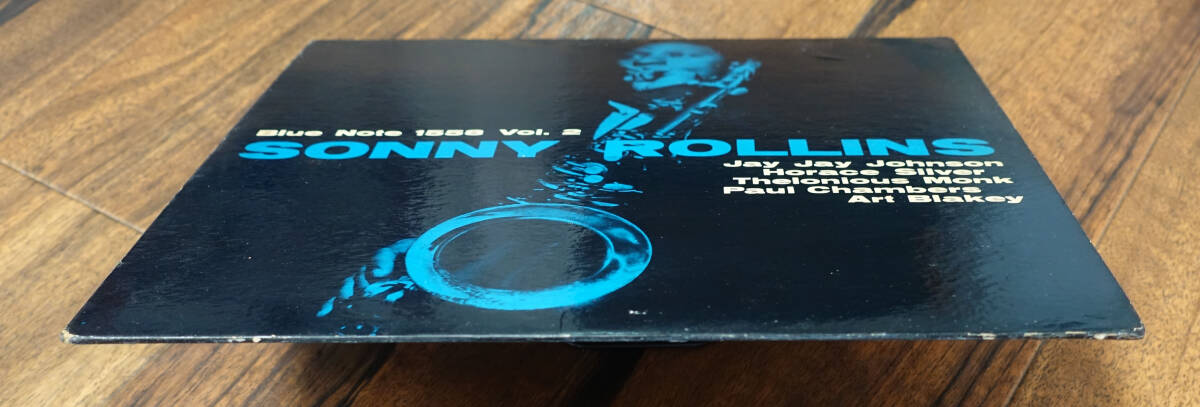 Blue Note 1558 Vol. 2
SONNY ROLLINS
Jay Jay Johnson
Horace Silver
Thelonious Monk
Paul Chambers
Art Blakey